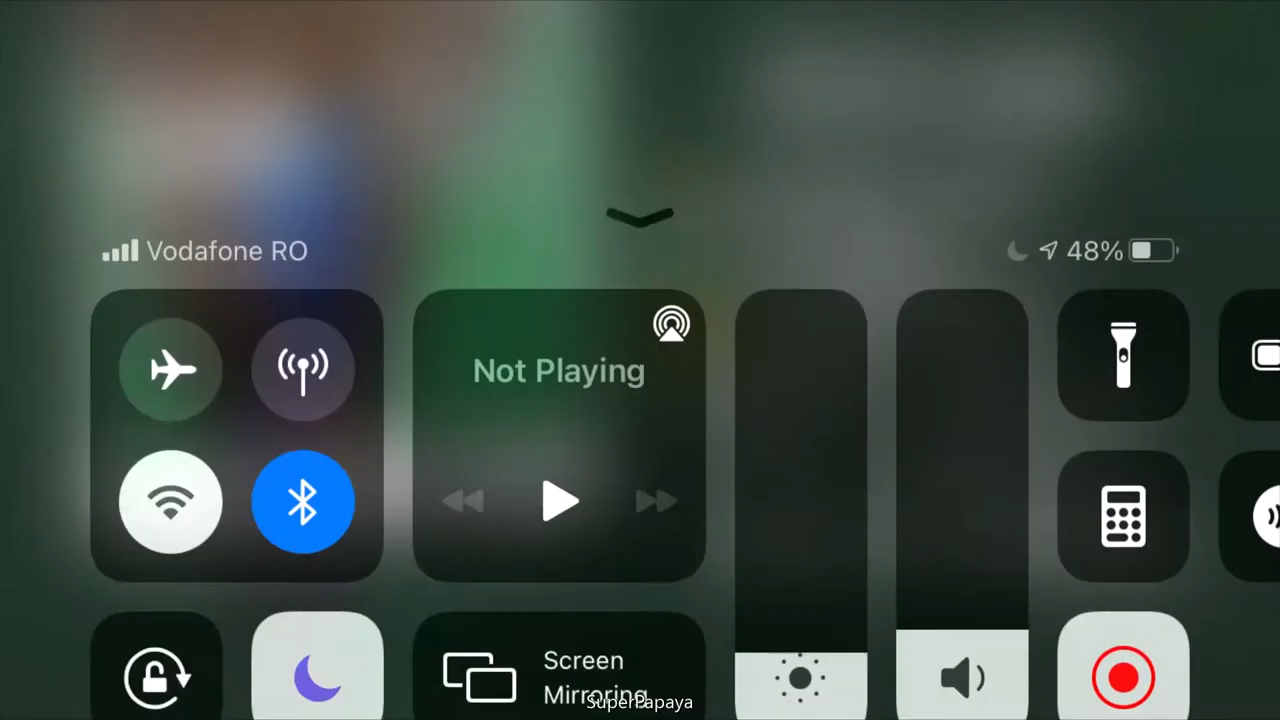 Vodafone RO
48%
Not Playing
Screen
Mirroring
SuperPapaya